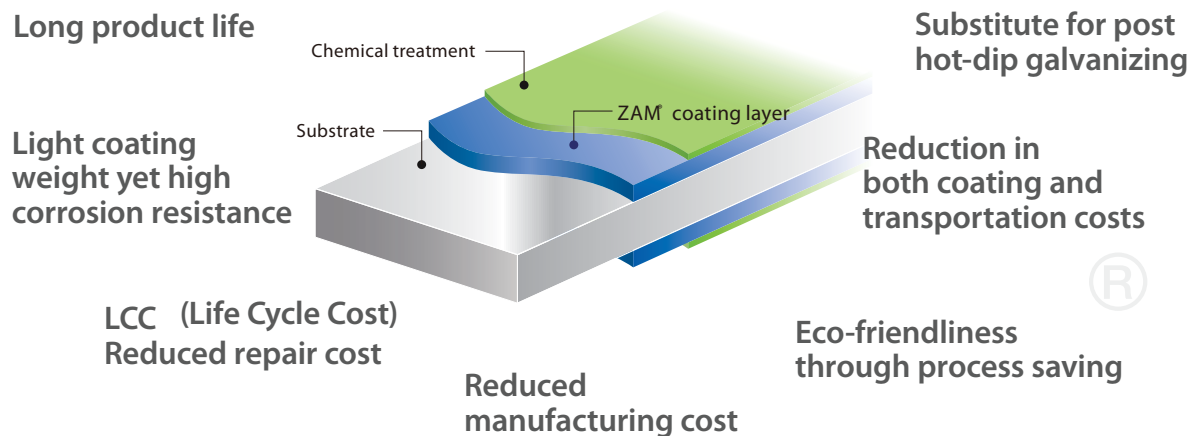 Long product life
Substitute for post
hot-dip galvanizing
Chemical treatment
ZAM® coating layer
Substrate
Light coating
weight yet high
corrosion resistance
Reduction in
both coating and
transportation costs
®
LCC (Life Cycle Cost)
Reduced repair cost
Eco-friendliness
through process saving
Reduced
manufacturing cost